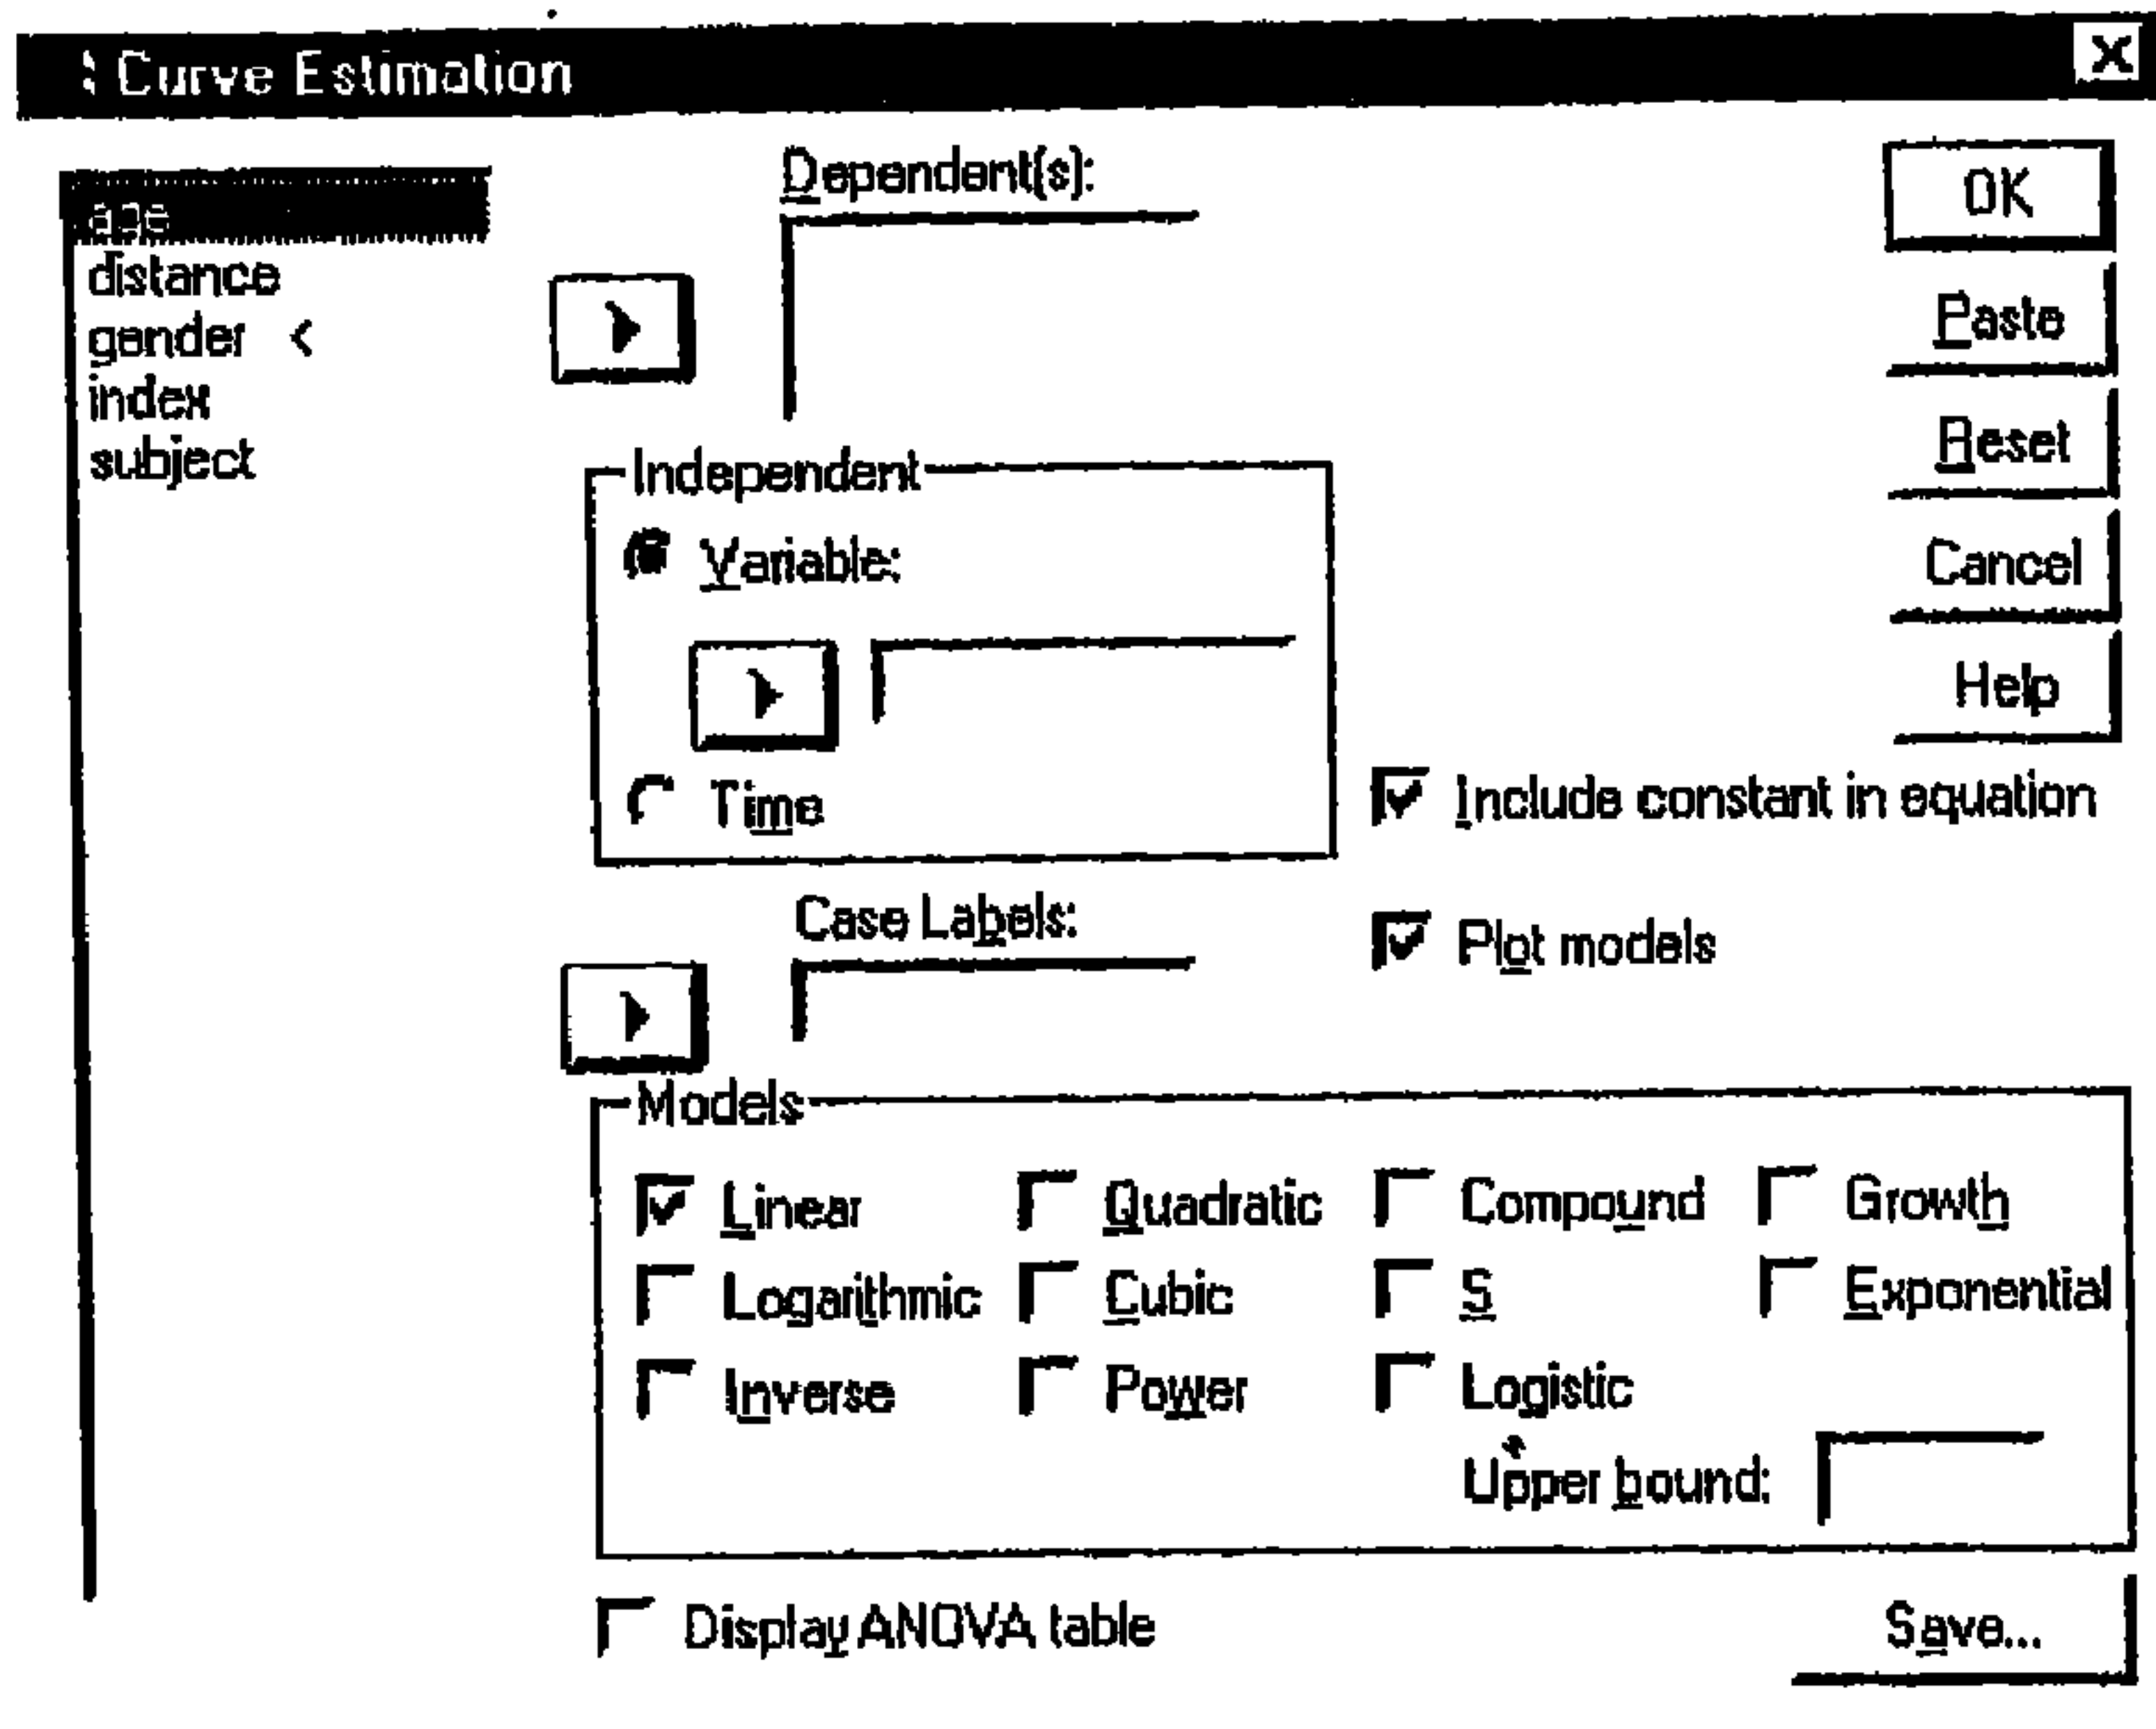 Curve Estimation
age
distance
gender <
index
subject
Dependent(s):
OK
Paste
Reset
Cancel
Help
Independent
Variable:
Time
Include constant in equation
Case Labels:
Plot models
Models
Linear Quadratic Compound Growth
Logarithmic Cubic S Exponential
Inverse Power Logistic
Upper bound:
Display ANOVA table
Save...